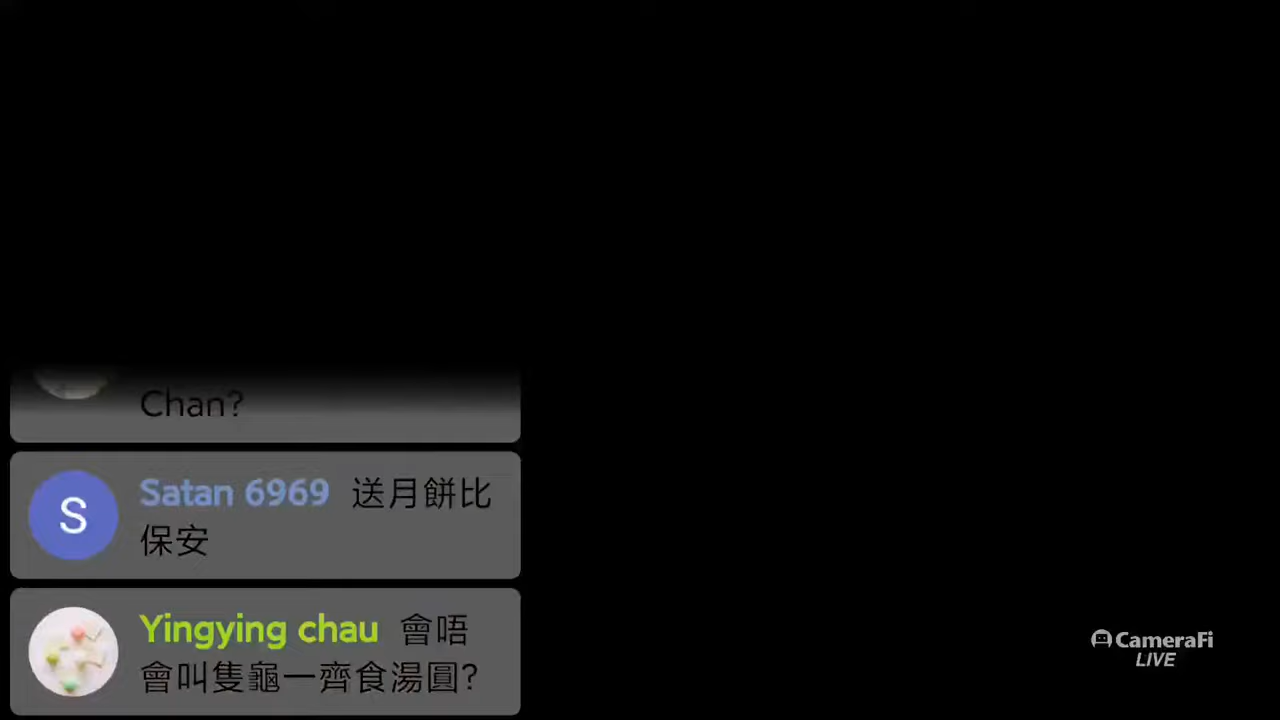 Chan?
Satan 6969 送月餅比
保安
S
Yingying chau 會唔
會叫隻龜一齊食湯圓?
CameraFi
LIVE